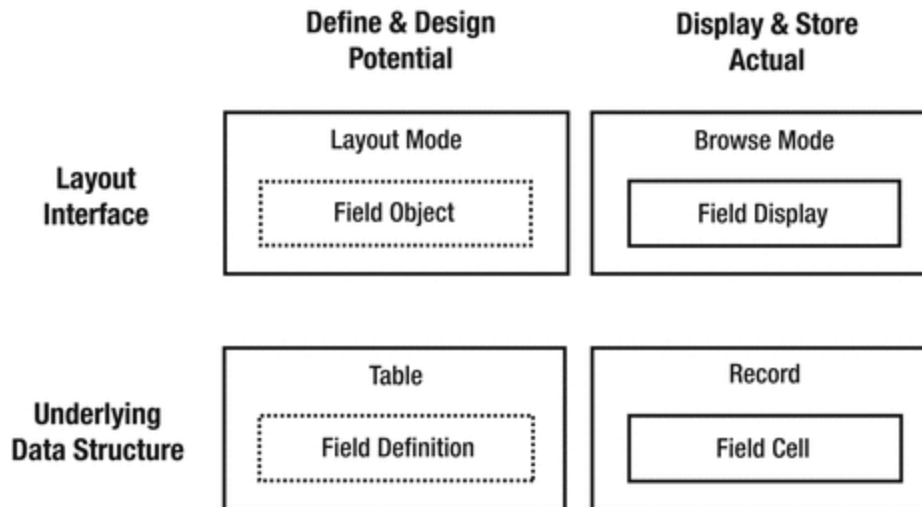 Define & Design
Potential
Display & Store
Actual
Layout
Interface
Layout Mode
Field Object
Browse Mode
Field Display
Underlying
Data Structure
Table
Field Definition
Record
Field Cell